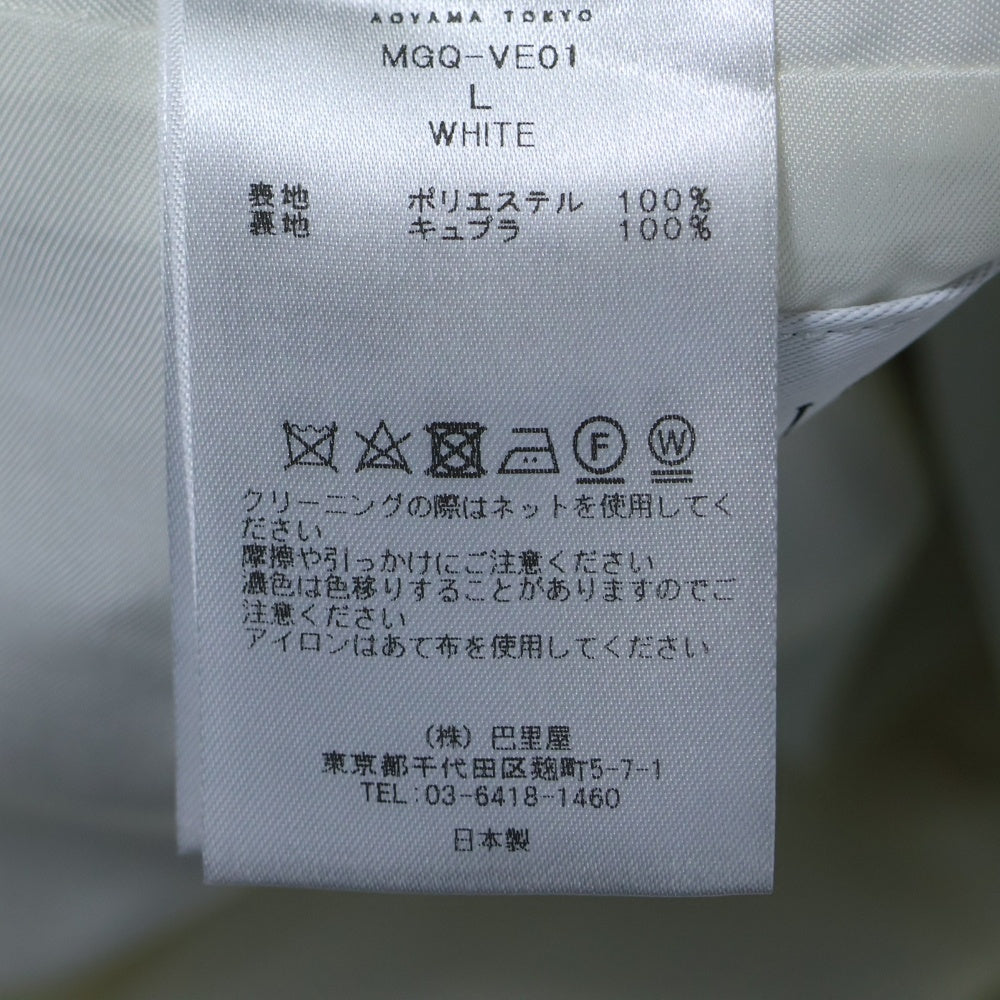 AOYAMA TOKYO
MGQ-VE01
L
WHITE
表地 ポリエステル 100%
裏地 キュプラ 100%
F W
クリーニングの際はネットを使用してく
ださい
摩擦や引っかけにご注意ください
濃色は色移りすることがありますのでご
注意ください
アイロンはあて布を使用してください
(株) 巴里屋
東京都千代田区麹町5-7-1
TEL:03-6418-1460
日本製